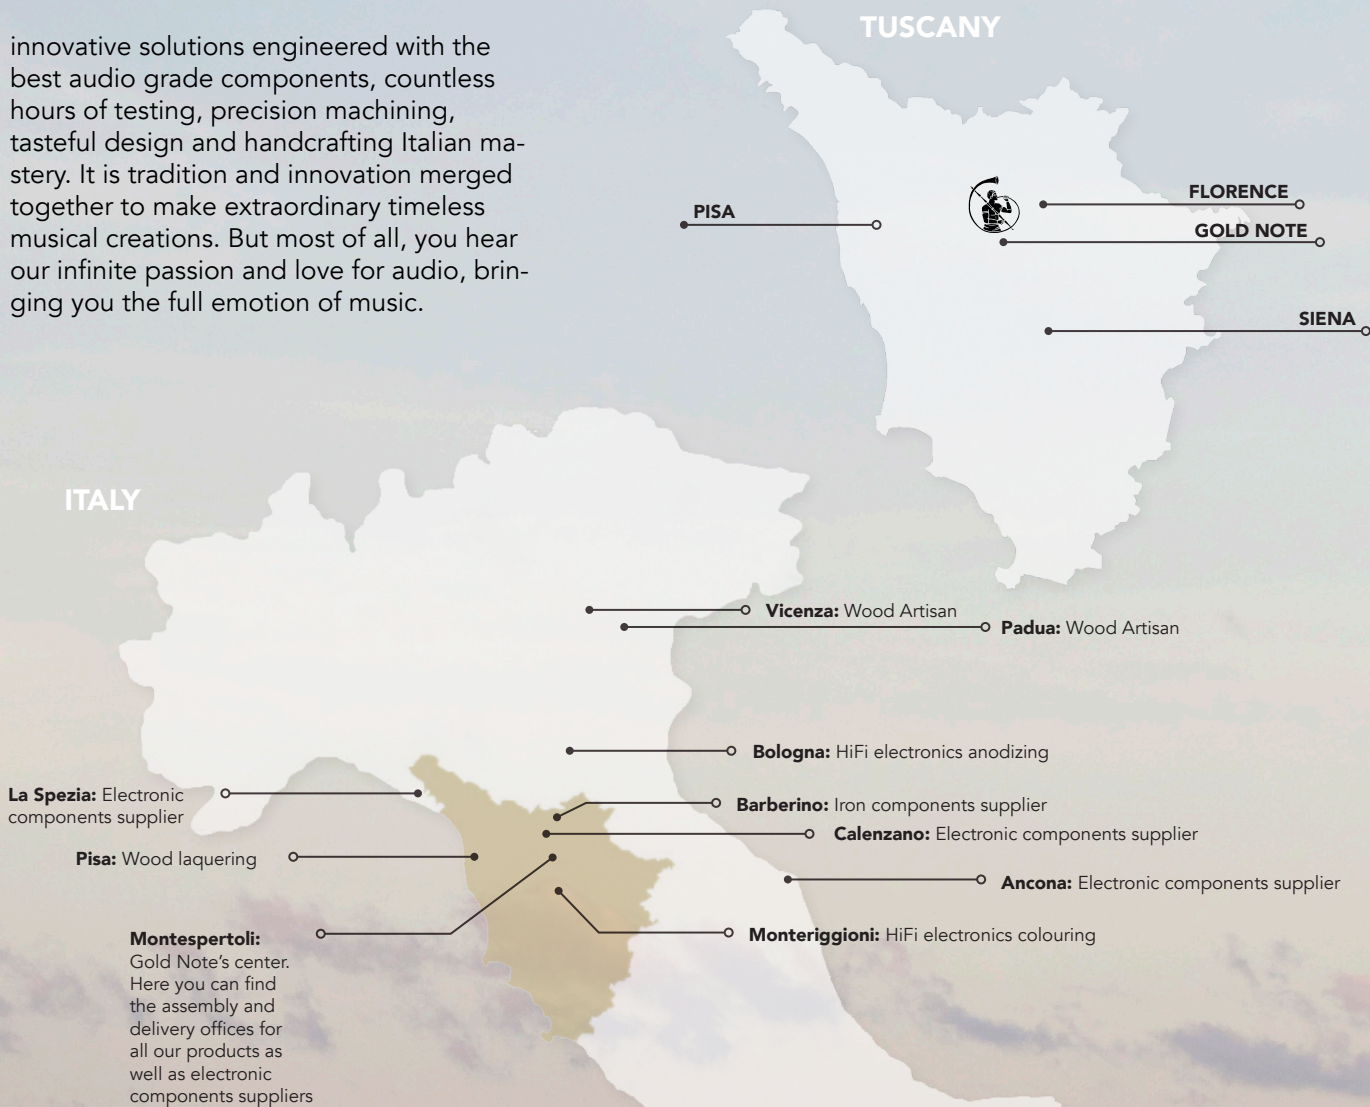 innovative solutions engineered with the
best audio grade components, countless
hours of testing, precision machining,
tasteful design and handcrafting Italian ma-
stery. It is tradition and innovation merged
together to make extraordinary timeless
musical creations. But most of all, you hear
our infinite passion and love for audio, brin-
ging you the full emotion of music.
TUSCANY
PISA
FLORENCE
GOLD NOTE
SIENA
ITALY
Vicenza: Wood Artisan
Padua: Wood Artisan
Bologna: HiFi electronics anodizing
La Spezia: Electronic
components supplier
Barberino: Iron components supplier
Calenzano: Electronic components supplier
Pisa: Wood laquering
Ancona: Electronic components supplier
Monteriggioni: HiFi electronics colouring
Montespertoli:
Gold Note’s center.
Here you can find
the assembly and
delivery offices for
all our products as
well as electronic
components suppliers